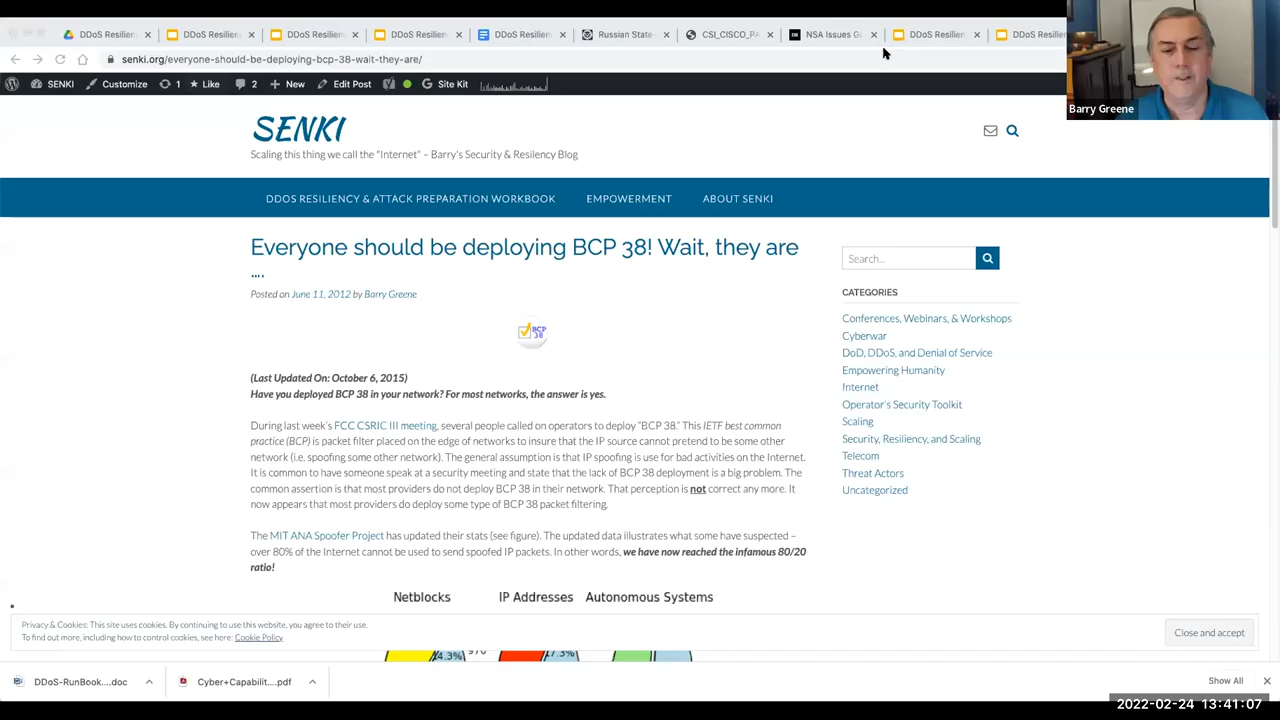 DDoS Resilien
DDoS Resilien
DDoS Resilien
DDoS Resilien
DDoS Resilien
Russian State-
CSI_CISCO_PA
NSA Issues Gu
DDoS Resilien
DDoS Resilien
senki.org/everyone-should-be-deploying-bcp-38-wait-they-are/
SENKI
Customize
1
Like
2
New
Edit Post
Site Kit
Barry Greene
SENKI
Scaling this thing we call the "Internet" – Barry's Security & Resilency Blog
DDOS RESILIENCY & ATTACK PREPARATION WORKBOOK
EMPOWERMENT
ABOUT SENKI
Everyone should be deploying BCP 38! Wait, they are
....
Posted on June 11, 2012 by Barry Greene
BCP
38
(Last Updated On: October 6, 2015)
Have you deployed BCP 38 in your network? For most networks, the answer is yes.
During last week's FCC CSRIC III meeting, several people called on operators to deploy "BCP 38." This IETF best common
practice (BCP) is packet filter placed on the edge of networks to insure that the IP source cannot pretend to be some other
network (i.e. spoofing some other network). The general assumption is that IP spoofing is use for bad activities on the Internet.
It is common to have someone speak at a security meeting and state that the lack of BCP 38 deployment is a big problem. The
common assertion is that most providers do not deploy BCP 38 in their network. That perception is not correct any more. It
now appears that most providers do deploy some type of BCP 38 packet filtering.
The MIT ANA Spoofer Project has updated their stats (see figure). The updated data illustrates what some have suspected –
over 80% of the Internet cannot be used to send spoofed IP packets. In other words, we have now reached the infamous 80/20
ratio!
Netblocks
IP Addresses
Autonomous Systems
Search...
CATEGORIES
Conferences, Webinars, & Workshops
Cyberwar
DoD, DDoS, and Denial of Service
Empowering Humanity
Internet
Operator's Security Toolkit
Scaling
Security, Resiliency, and Scaling
Telecom
Threat Actors
Uncategorized
Privacy & Cookies: This site uses cookies. By continuing to use this website, you agree to their use.
To find out more, including how to control cookies, see here: Cookie Policy
Close and accept
DDoS-RunBook....doc
Cyber+Capabilit....pdf
Show All
2022-02-24 13:41:07